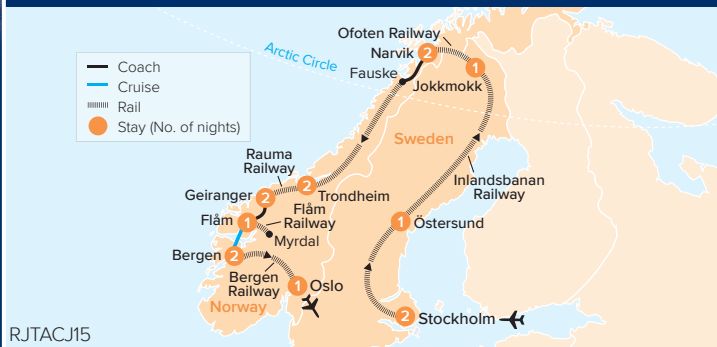 Coach
Cruise
Rail
Stay (No. of nights)
Arctic Circle
Ofoten Railway
Narvik
2
Fauske
1
Jokkmokk
Sweden
Inlandsbanan
Railway
Rauma
Railway
Geiranger
2
2
Trondheim
Flåm
1
Flåm
Railway
Myrdal
Bergen
2
Bergen
Railway
1
Oslo
Norway
1
Östersund
2
Stockholm
RJTACJ15